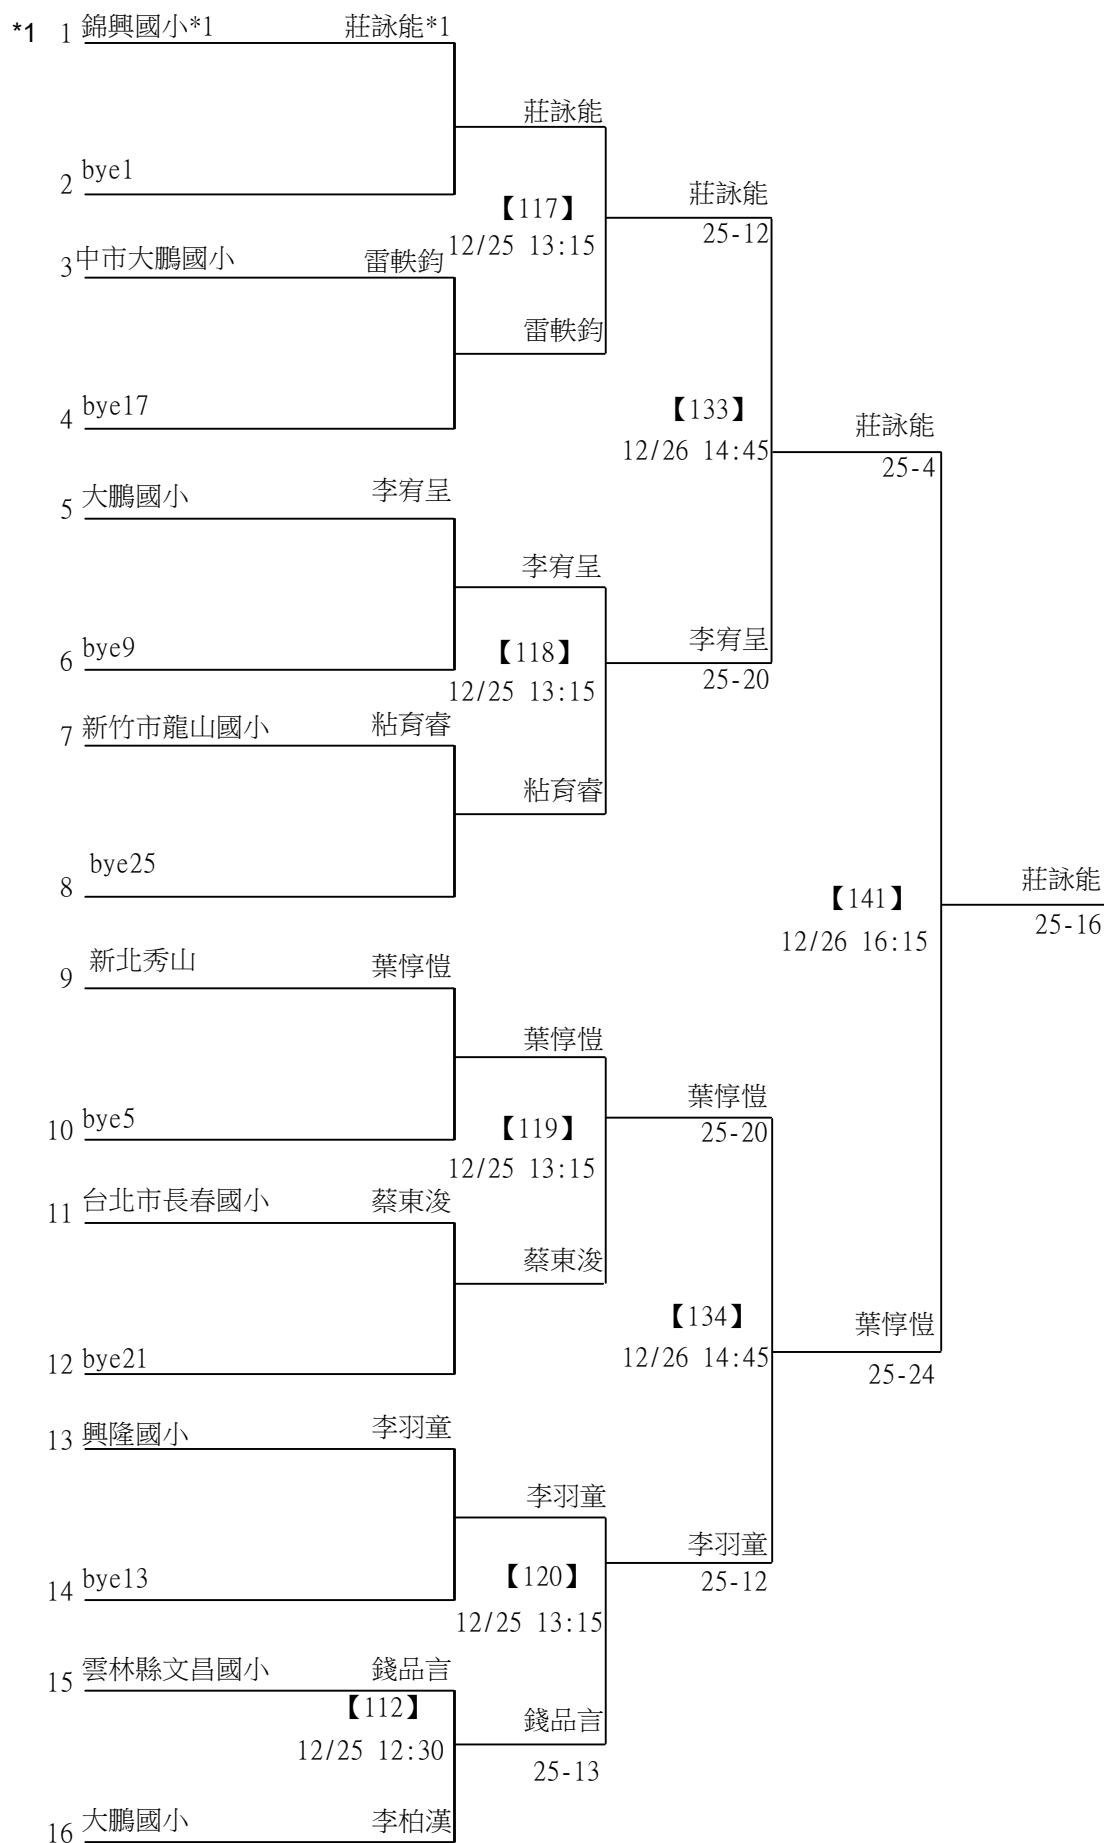 *1 1 錦興國小*1 莊詠能*1
莊詠能
2 bye1
【117】
莊詠能
12/25 13:15
25-12
3 中市大鵬國小 雷軼鈞
雷軼鈞
4 bye17
【133】
12/26 14:45
莊詠能
25-4
5 大鵬國小 李宥呈
李宥呈
6 bye9
【118】
李宥呈
12/25 13:15
25-20
7 新竹市龍山國小 粘育睿
粘育睿
8 bye25
【141】
莊詠能
12/26 16:15
25-16
9 新北秀山 葉惇愷
葉惇愷
葉惇愷
10 bye5
【119】
25-20
12/25 13:15
11 台北市長春國小 蔡東浚
蔡東浚
【134】
葉惇愷
12 bye21
12/26 14:45
25-24
13 興隆國小 李羽童
李羽童
李羽童
14 bye13
【120】
25-12
12/25 13:15
15 雲林縣文昌國小 錢品言
【112】
錢品言
12/25 12:30
25-13
16 大鵬國小 李柏漢